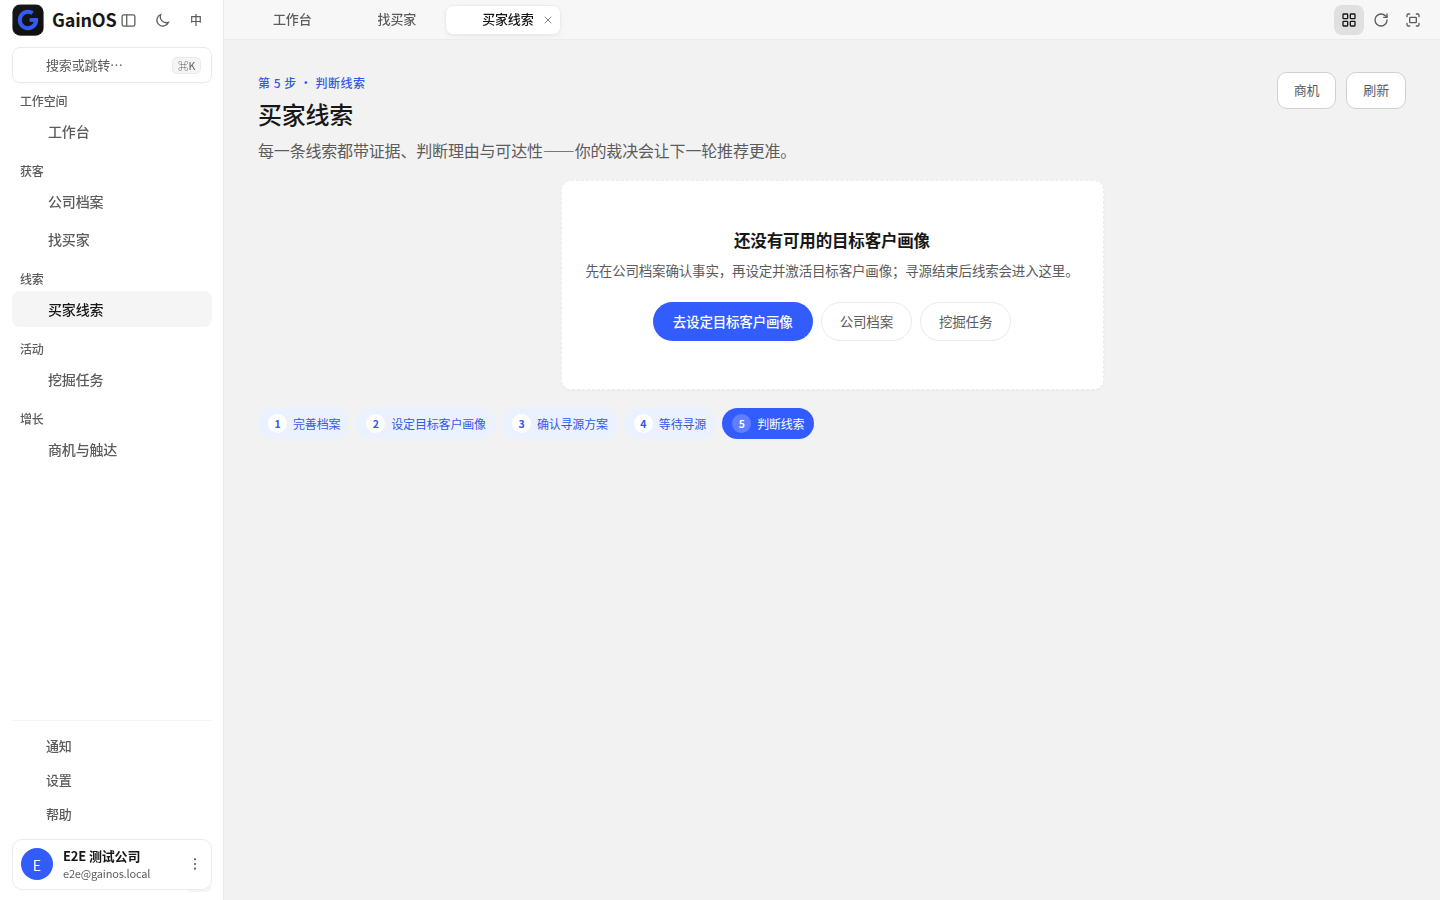 GainOS
中
搜索或跳转…
⌘K
工作空间
工作台
获客
公司档案
找买家
线索
买家线索
活动
挖掘任务
增长
商机与触达
通知
设置
帮助
E
E2E 测试公司
e2e@gainos.local
工作台
找买家
买家线索
第 5 步 · 判断线索
买家线索
每一条线索都带证据、判断理由与可达性——你的裁决会让下一轮推荐更准。
商机
刷新
还没有可用的目标客户画像
先在公司档案确认事实，再设定并激活目标客户画像；寻源结束后线索会进入这里。
去设定目标客户画像
公司档案
挖掘任务
1 完善档案
2 设定目标客户画像
3 确认寻源方案
4 等待寻源
5 判断线索